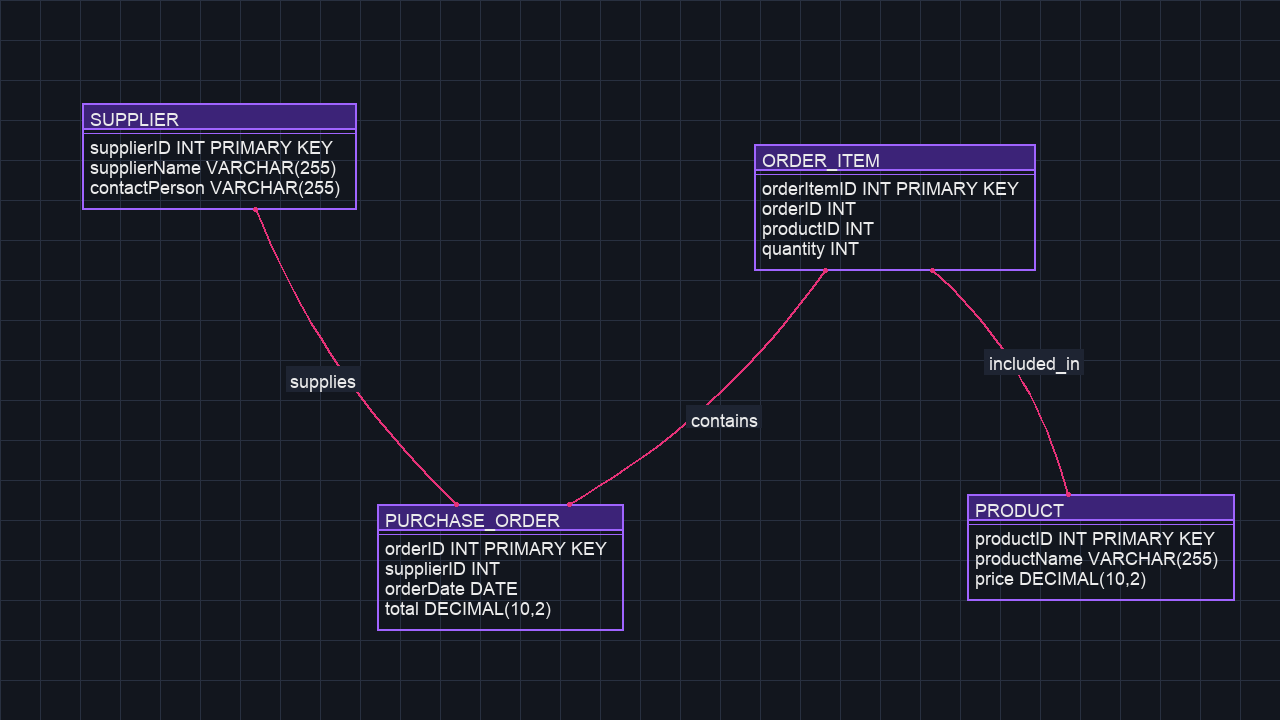 SUPPLIER
supplierID INT PRIMARY KEY
supplierName VARCHAR(255)
contactPerson VARCHAR(255)
ORDER_ITEM
orderItemID INT PRIMARY KEY
orderID INT
productID INT
quantity INT
supplies
contains
included_in
PURCHASE_ORDER
orderID INT PRIMARY KEY
supplierID INT
orderDate DATE
total DECIMAL(10,2)
PRODUCT
productID INT PRIMARY KEY
productName VARCHAR(255)
price DECIMAL(10,2)